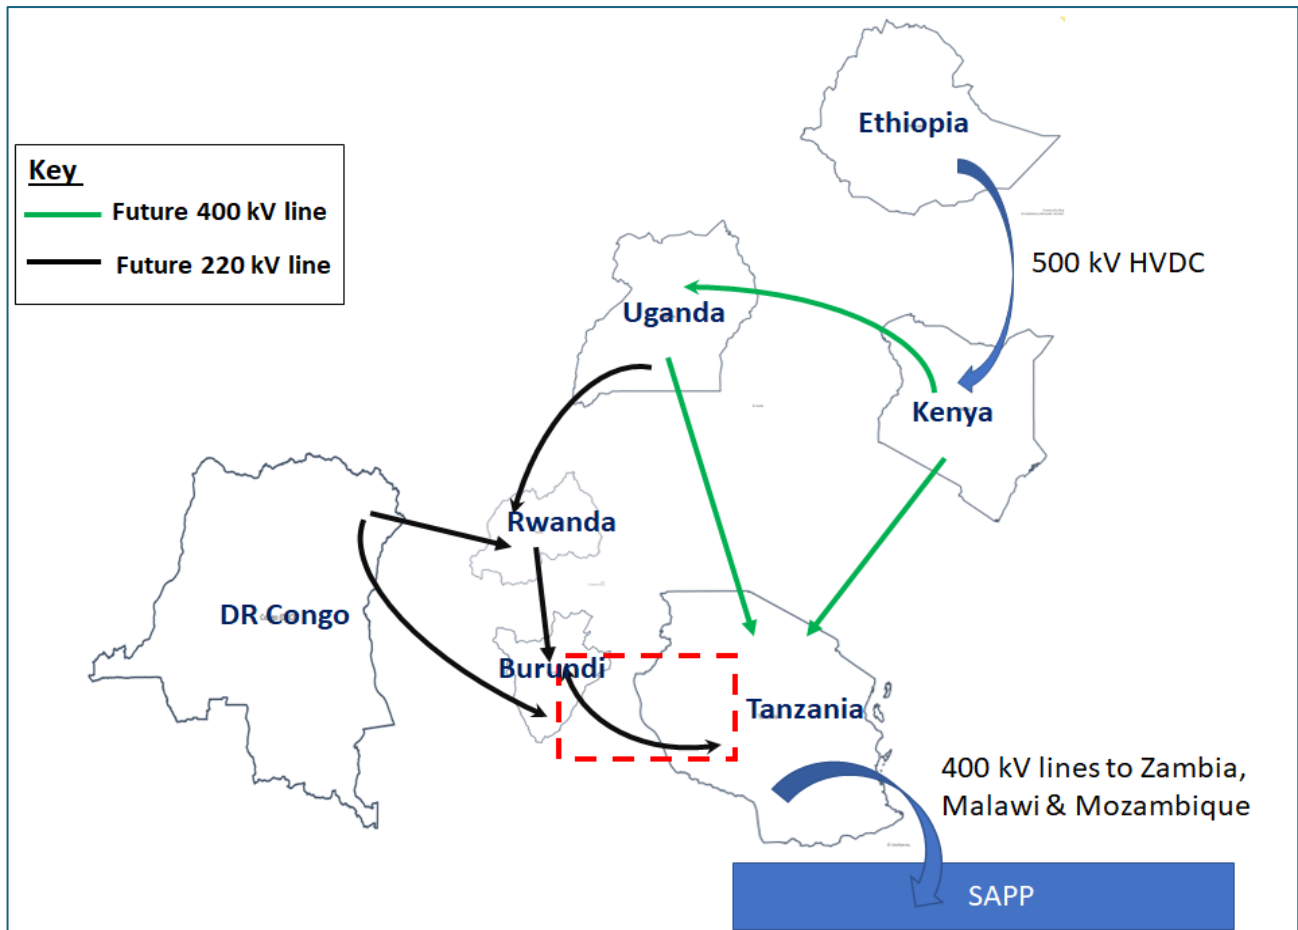 Ethiopia
Key
Future 400 kV line
Future 220 kV line
500 kV HVDC
Uganda
Kenya
Rwanda
DR Congo
Burundi
Tanzania
400 kV lines to Zambia,
Malawi & Mozambique
SAPP